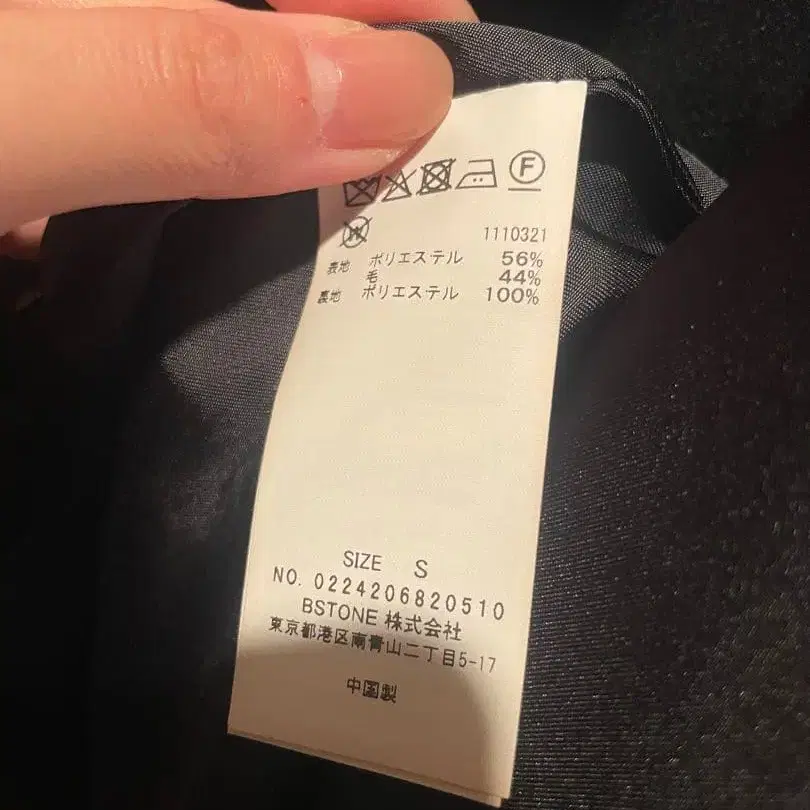 F
W
1110321
表地 ポリエステル 56%
毛 44%
裏地 ポリエステル 100%
SIZE S
NO. 0224206820510
BSTONE 株式会社
東京都港区南青山二丁目5-17
中国製